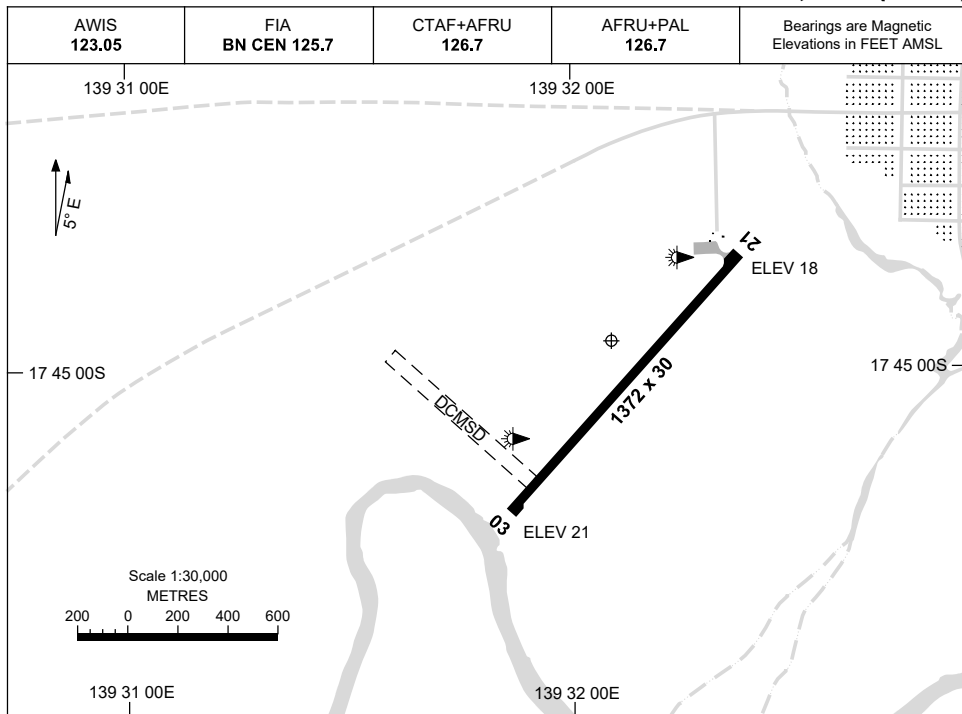 AWIS
123.05
FIA
BN CEN 125.7
CTAF+AFRU
126.7
AFRU+PAL
126.7
Bearings are Magnetic
Elevations in FEET AMSL
139 31 00E
139 32 00E
5° E
21
ELEV 18
17 45 00S
17 45 00S
1372 x 30
DCMSD
03
ELEV 21
Scale 1:30,000
METRES
200 0 200 400 600
139 31 00E
139 32 00E